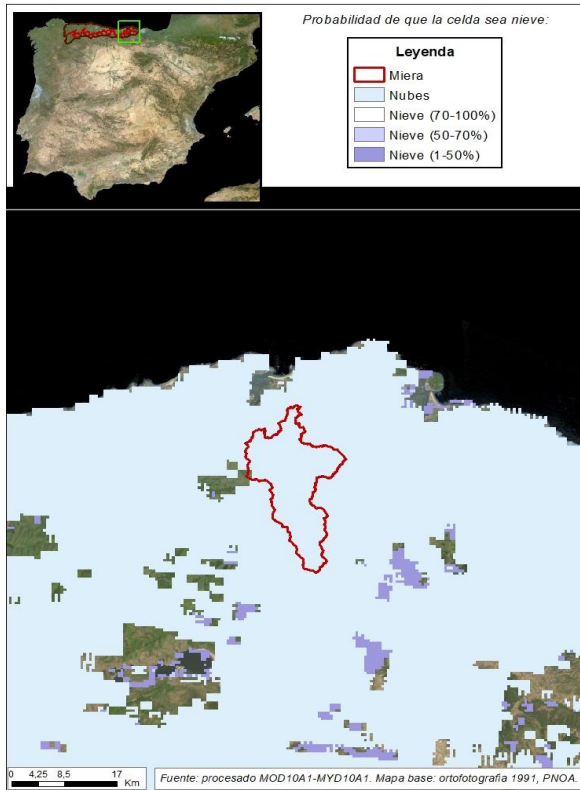 Probabilidad de que la celda sea nieve:
Leyenda
Miera
Nubes
Nieve (70-100%)
Nieve (50-70%)
Nieve (1-50%)
0 4,25 8,5 17
Km
Fuente: procesado MOD10A1-MYD10A1. Mapa base: ortofotografia 1991, PNOA.